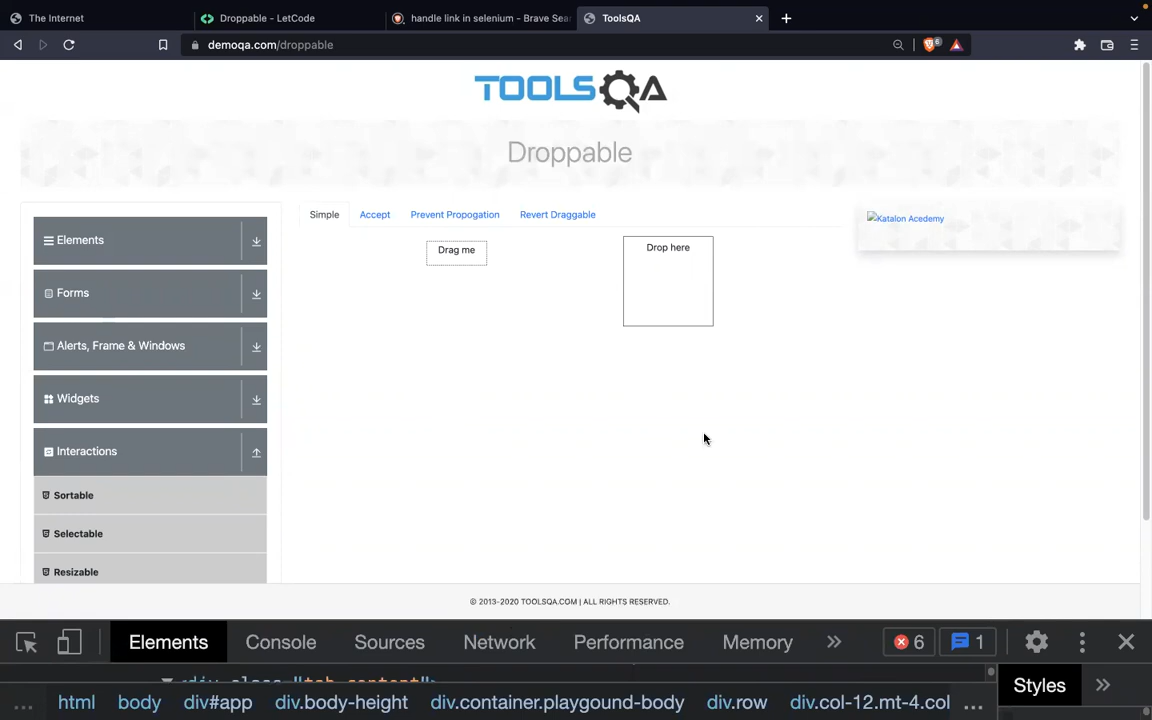 The Internet
Droppable - LetCode
handle link in selenium - Brave Sea
ToolsQA
demoqa.com/droppable
6
TOOLSQA
Droppable
Elements
Forms
Alerts, Frame & Windows
Widgets
Interactions
Sortable
Selectable
Resizable
Simple
Accept
Prevent Propogation
Revert Draggable
Drag me
Drop here
Katalon Acedemy
© 2013-2020 TOOLSQA.COM | ALL RIGHTS RESERVED.
Elements
Console
Sources
Network
Performance
Memory
6
1
Styles
... html body div#app div.body-height div.container.playgound-body div.row div.col-12.mt-4.col ...